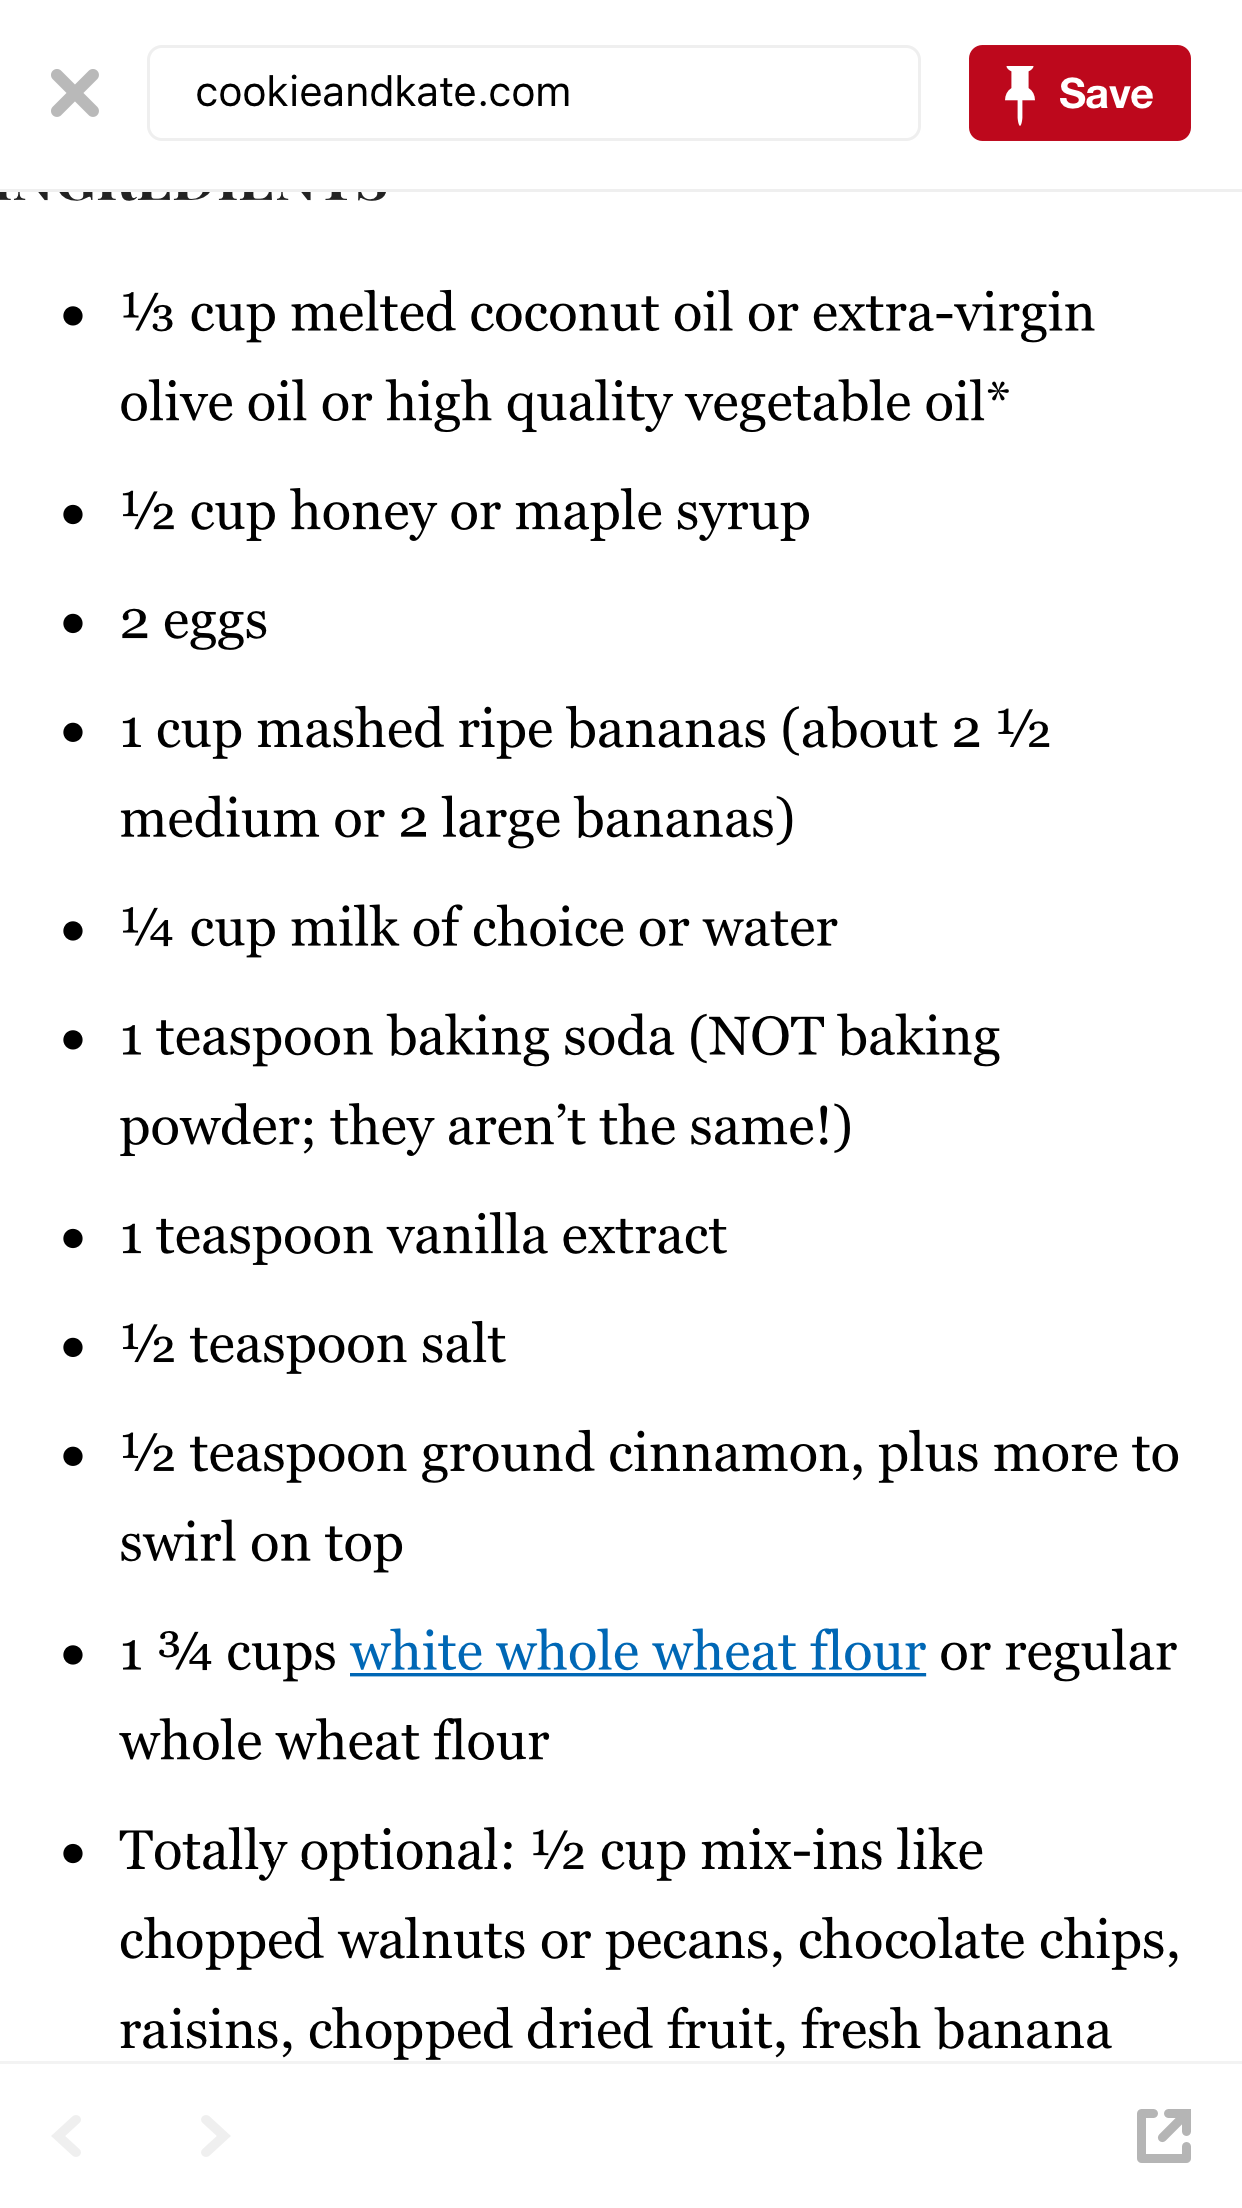 cookieandkate.com
Save
INGREDIENTS
• ⅓ cup melted coconut oil or extra-virgin
olive oil or high quality vegetable oil*
• ½ cup honey or maple syrup
• 2 eggs
• 1 cup mashed ripe bananas (about 2 ½
medium or 2 large bananas)
• ¼ cup milk of choice or water
• 1 teaspoon baking soda (NOT baking
powder; they aren’t the same!)
• 1 teaspoon vanilla extract
• ½ teaspoon salt
• ½ teaspoon ground cinnamon, plus more to
swirl on top
• 1 ¾ cups white whole wheat flour or regular
whole wheat flour
• Totally optional: ½ cup mix-ins like
chopped walnuts or pecans, chocolate chips,
raisins, chopped dried fruit, fresh banana